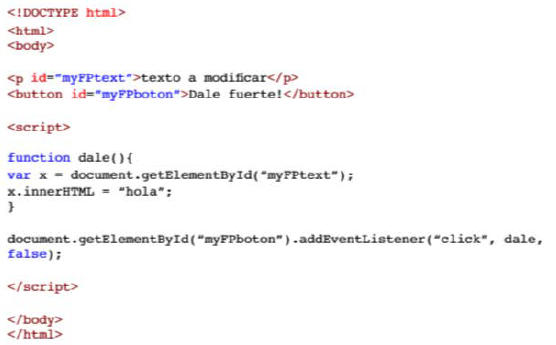 <!DOCTYPE html>
<html>
<body>
<p id="myFPtext">texto a modificar</p>
<button id="myFPboton">Dale fuerte!</button>
<script>
function dale(){
var x = document.getElementById("myFPtext");
x.innerHTML = "hola";
}
document.getElementById("myFPboton").addEventListener("click", dale,
false);
</script>
</body>
</html>